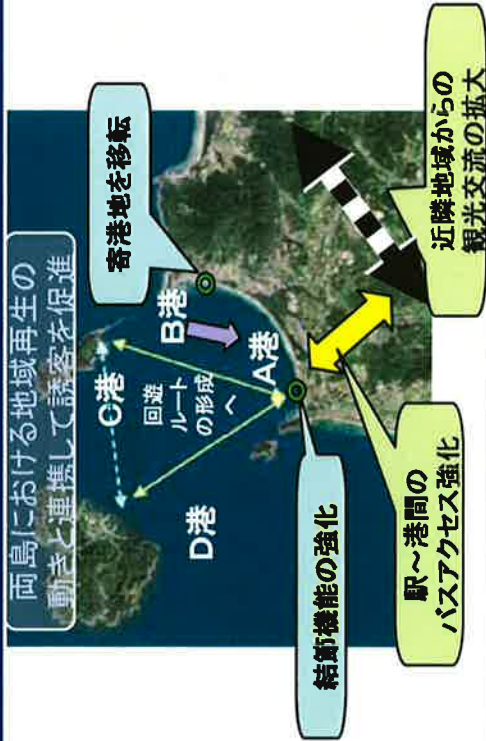 両島における地域再生の
動きと連携して誘客を促進
寄港地を移転
C港
B港
回遊
ルート
の形成
へ
A港
D港
結節機能の強化
駅～港間の
バスアクセス強化
近隣地域からの
観光交流の拡大